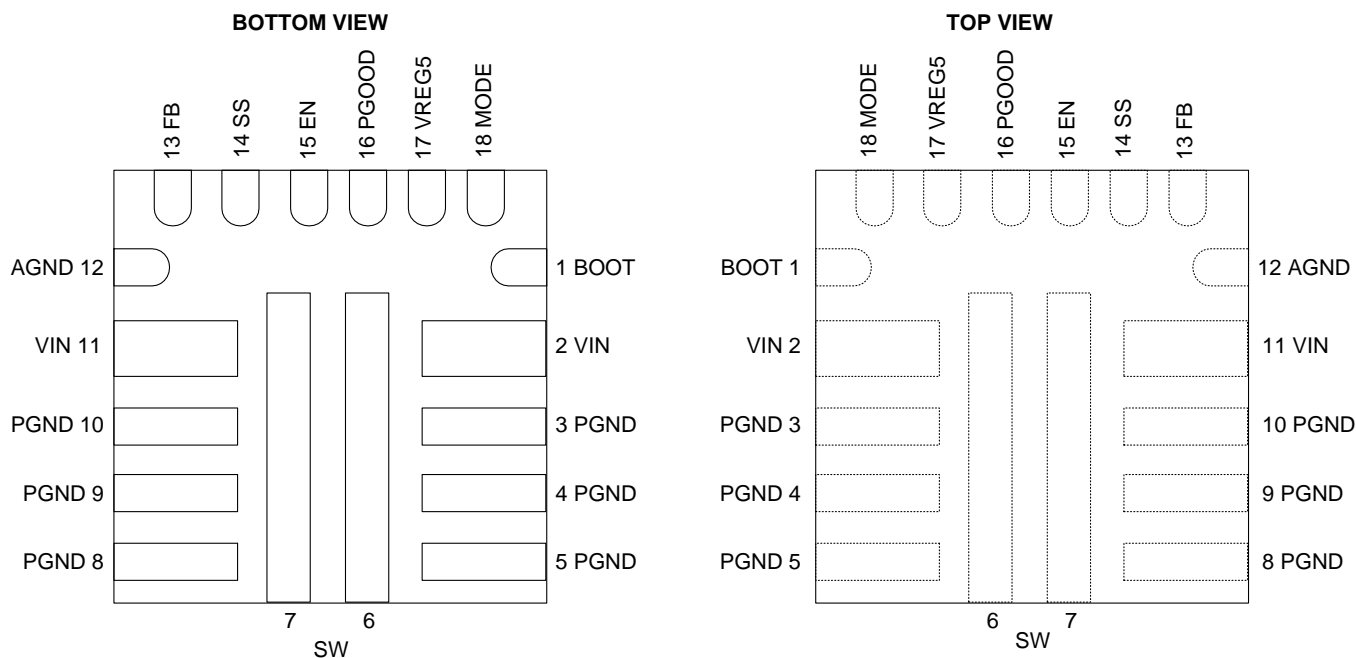 BOTTOM VIEW
13 FB
14 SS
15 EN
16 PGOOD
17 VREG5
18 MODE
AGND 12
1 BOOT
VIN 11
2 VIN
PGND 10
3 PGND
PGND 9
4 PGND
PGND 8
5 PGND
7
6
SW
TOP VIEW
18 MODE
17 VREG5
16 PGOOD
15 EN
14 SS
13 FB
BOOT 1
12 AGND
VIN 2
11 VIN
PGND 3
10 PGND
PGND 4
9 PGND
PGND 5
8 PGND
6
7
SW